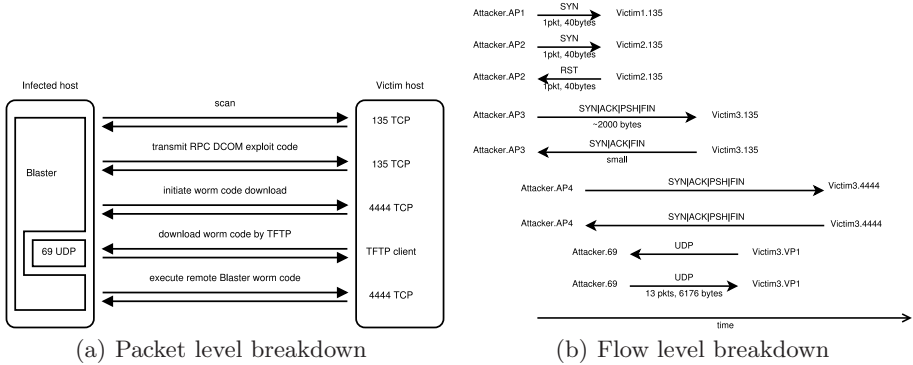 Infected host
Victim host
scan
135 TCP
transmit RPC DCOM exploit code
135 TCP
Blaster
initiate worm code download
4444 TCP
download worm code by TFTP
69 UDP
TFTP client
execute remote Blaster worm code
4444 TCP
(a) Packet level breakdown
Attacker.AP1
SYN
1pkt, 40bytes
Victim1.135
Attacker.AP2
SYN
1pkt, 40bytes
Victim2.135
Attacker.AP2
RST
1pkt, 40bytes
Victim2.135
Attacker.AP3
SYN|ACK|PSH|FIN
~2000 bytes
Victim3.135
Attacker.AP3
SYN|ACK|FIN
small
Victim3.135
Attacker.AP4
SYN|ACK|PSH|FIN
Victim3.4444
Attacker.AP4
SYN|ACK|PSH|FIN
Victim3.4444
Attacker.69
UDP
Victim3.VP1
Attacker.69
UDP
13 pkts, 6176 bytes
Victim3.VP1
time
(b) Flow level breakdown